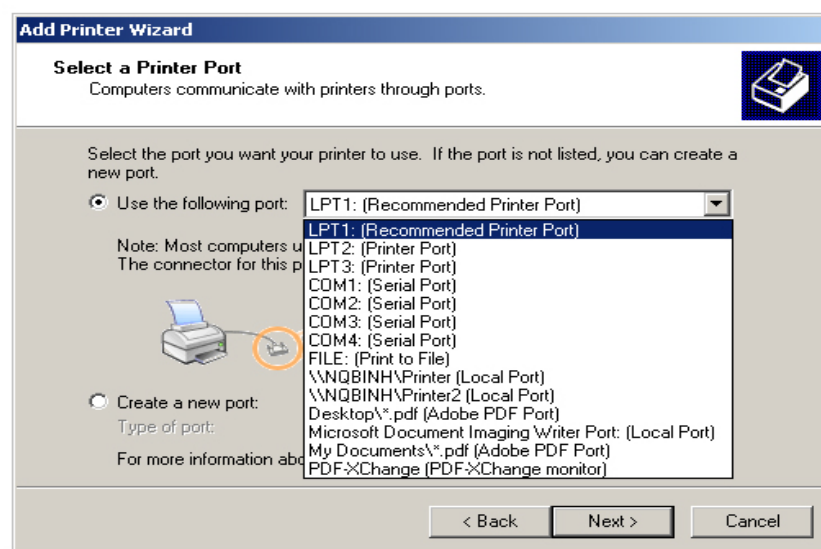 Add Printer Wizard
Select a Printer Port
Computers communicate with printers through ports.
Select the port you want your printer to use. If the port is not listed, you can create a
new port.
Use the following port:
LPT1: (Recommended Printer Port)
LPT1: (Recommended Printer Port)
LPT2: (Printer Port)
LPT3: (Printer Port)
COM1: (Serial Port)
COM2: (Serial Port)
COM3: (Serial Port)
COM4: (Serial Port)
FILE: (Print to File)
\\NQBINH\Printer (Local Port)
\\NQBINH\Printer2 (Local Port)
Desktop\*.pdf (Adobe PDF Port)
Microsoft Document Imaging Writer Port: (Local Port)
My Documents\*.pdf (Adobe PDF Port)
PDF-XChange (PDF-XChange monitor)
Note: Most computers
The connector for this
Create a new port:
Type of port:
For more information
< Back
Next >
Cancel